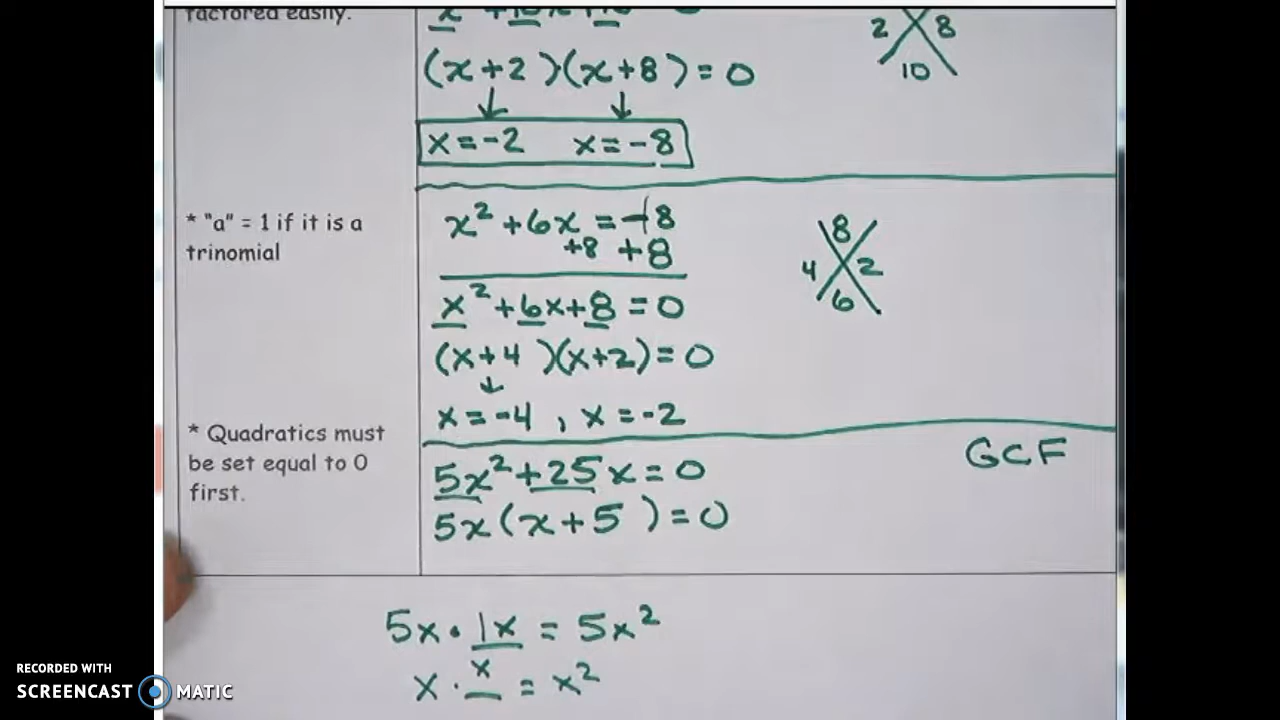 factored easily.
2 8
10
(x+2)(x+8)=0
↓ ↓
x=-2 x=-8
* "a" = 1 if it is a
trinomial
x²+6x=-8
+8 +8
8
4 2
6
x²+6x+8=0
(x+4)(x+2)=0
↓
x=-4, x=-2
* Quadratics must
be set equal to 0
first.
5x²+25x=0
GCF
5x(x+5)=0
5x·1x=5x²
x·x=x²
RECORDED WITH
SCREENCAST MATIC